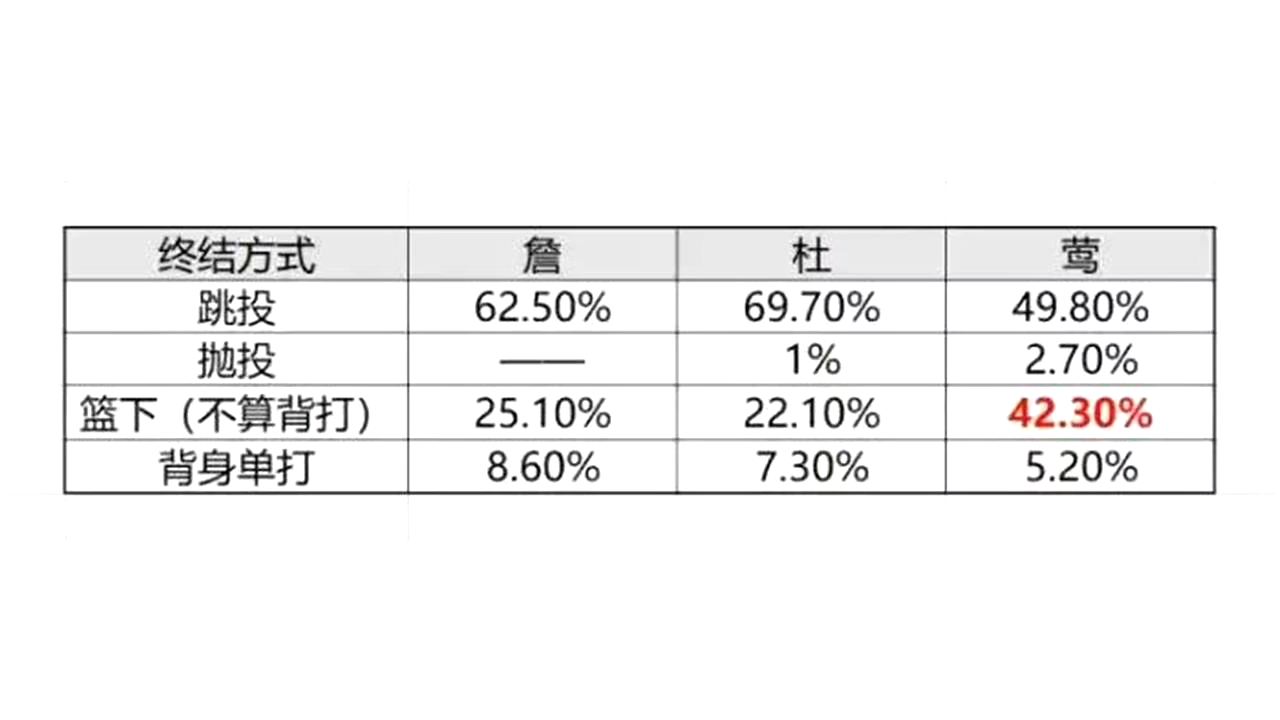 终结方式 詹 杜 莺
跳投 62.50% 69.70% 49.80%
抛投 —— 1% 2.70%
篮下（不算背打） 25.10% 22.10% 42.30%
背身单打 8.60% 7.30% 5.20%